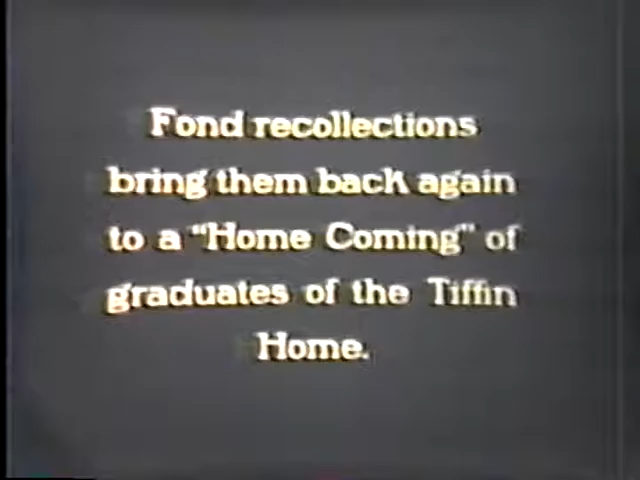 Fond recollections
bring them back again
to a "Home Coming" of
graduates of the Tiffin
Home.